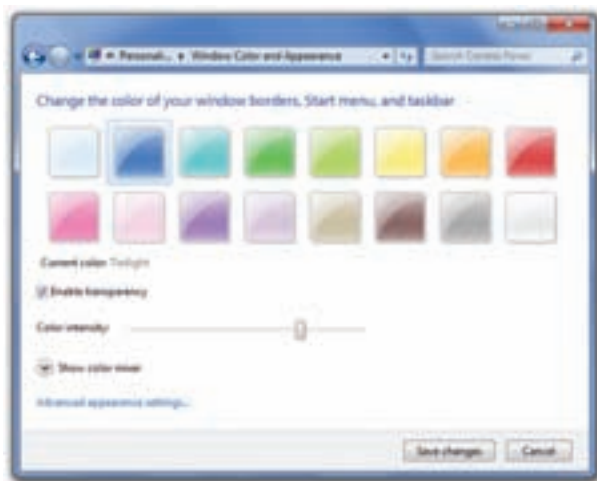 « Personali... ▸ Window Color and Appearance
Search Control Panel
Change the color of your window borders, Start menu, and taskbar
Current color: Twilight
Enable transparency
Color intensity:
Show color mixer
Advanced appearance settings...
Save changes
Cancel